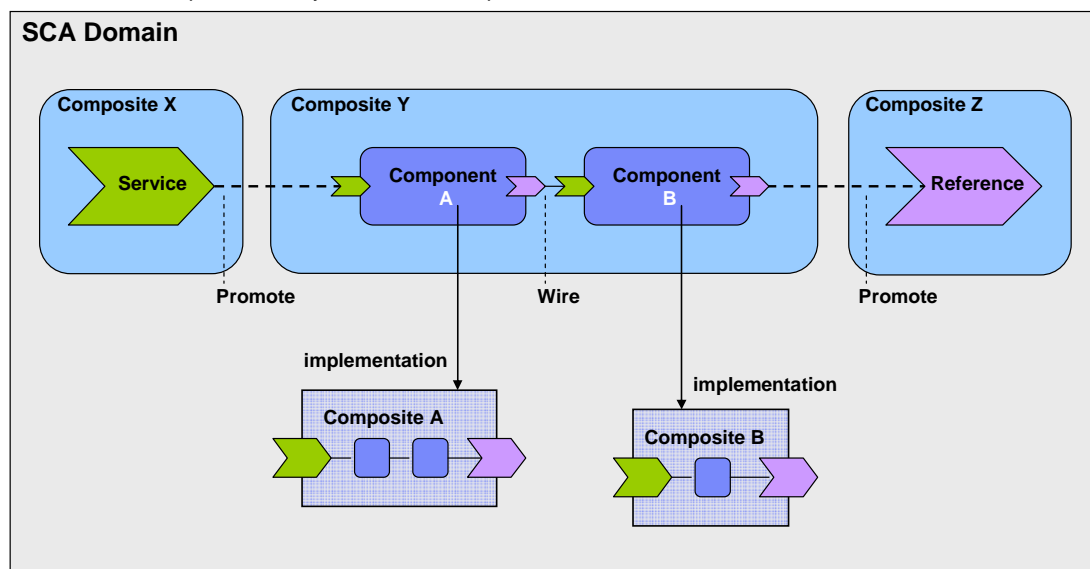 SCA Domain
Composite X
Composite Y
Composite Z
Service
Component
A
Component
B
Reference
Promote
Wire
Promote
implementation
implementation
Composite A
Composite B